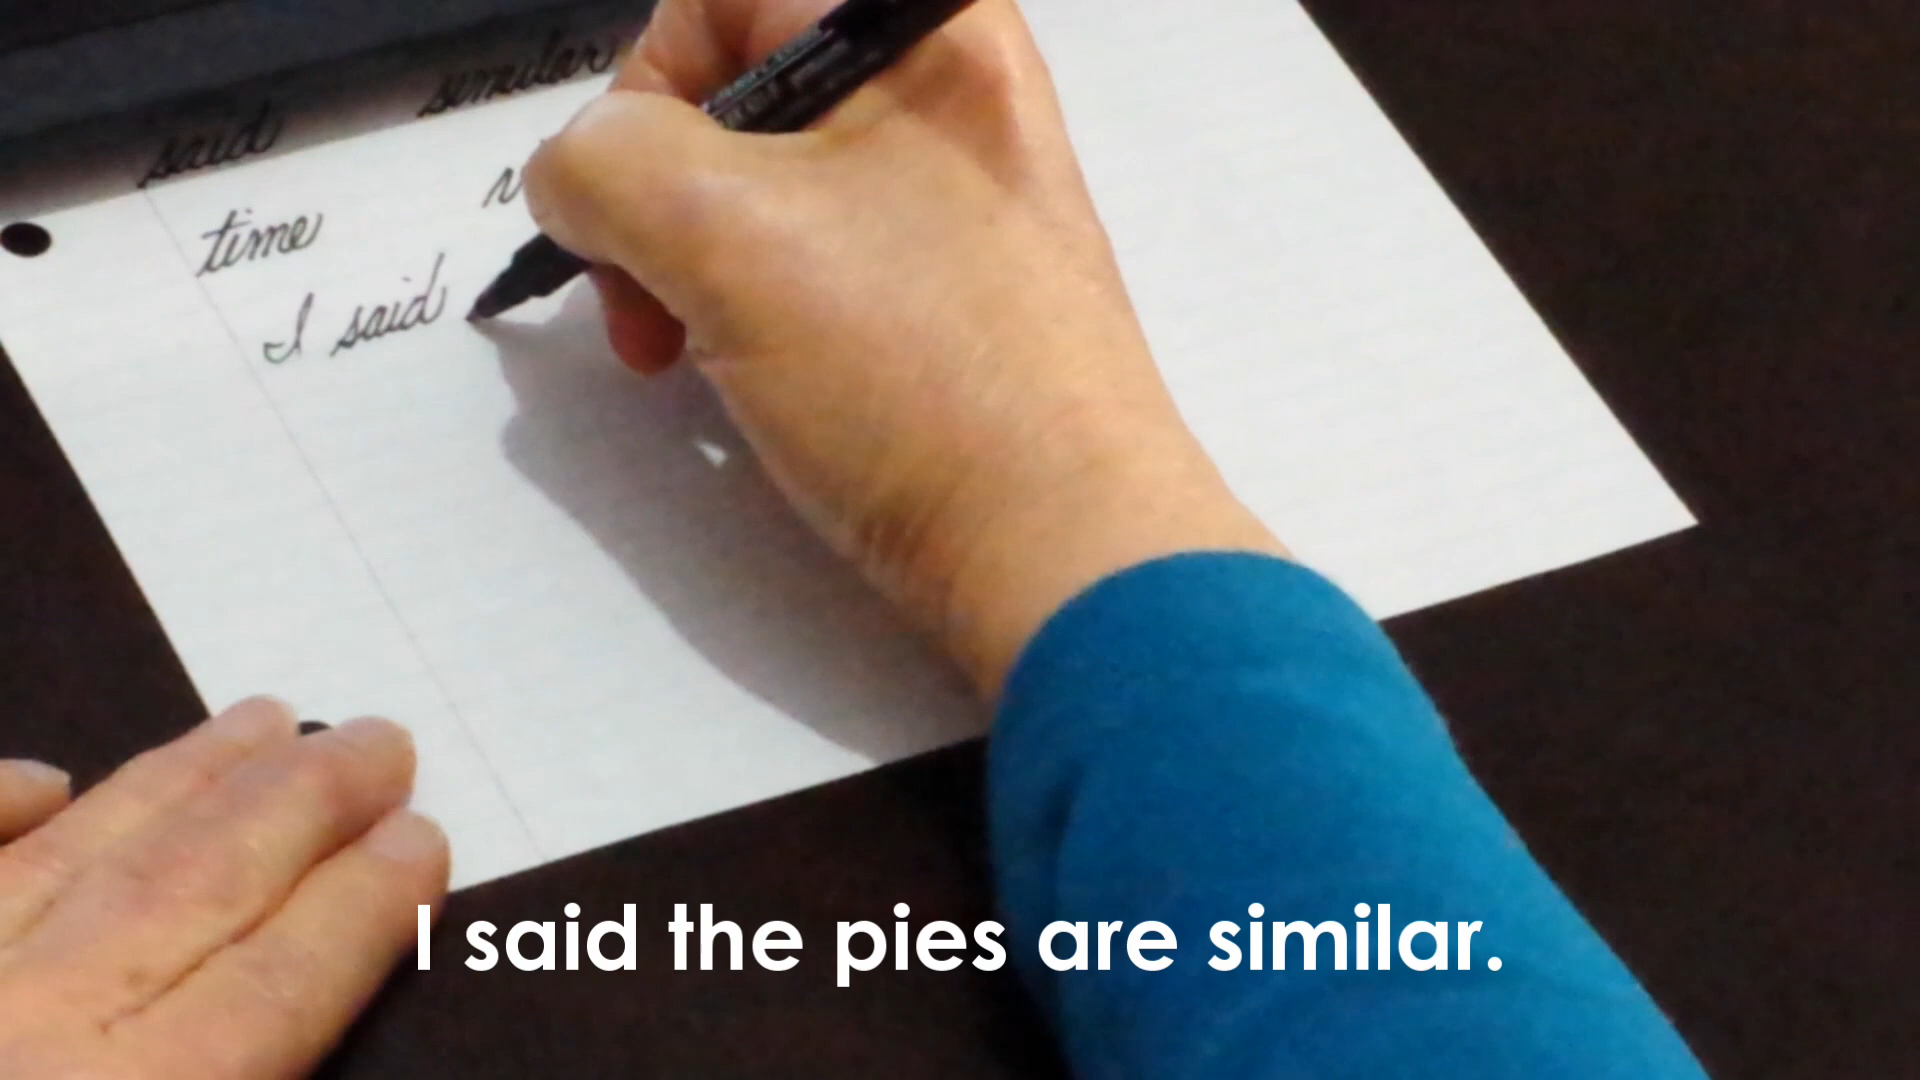 said similar
time
I said
I said the pies are similar.